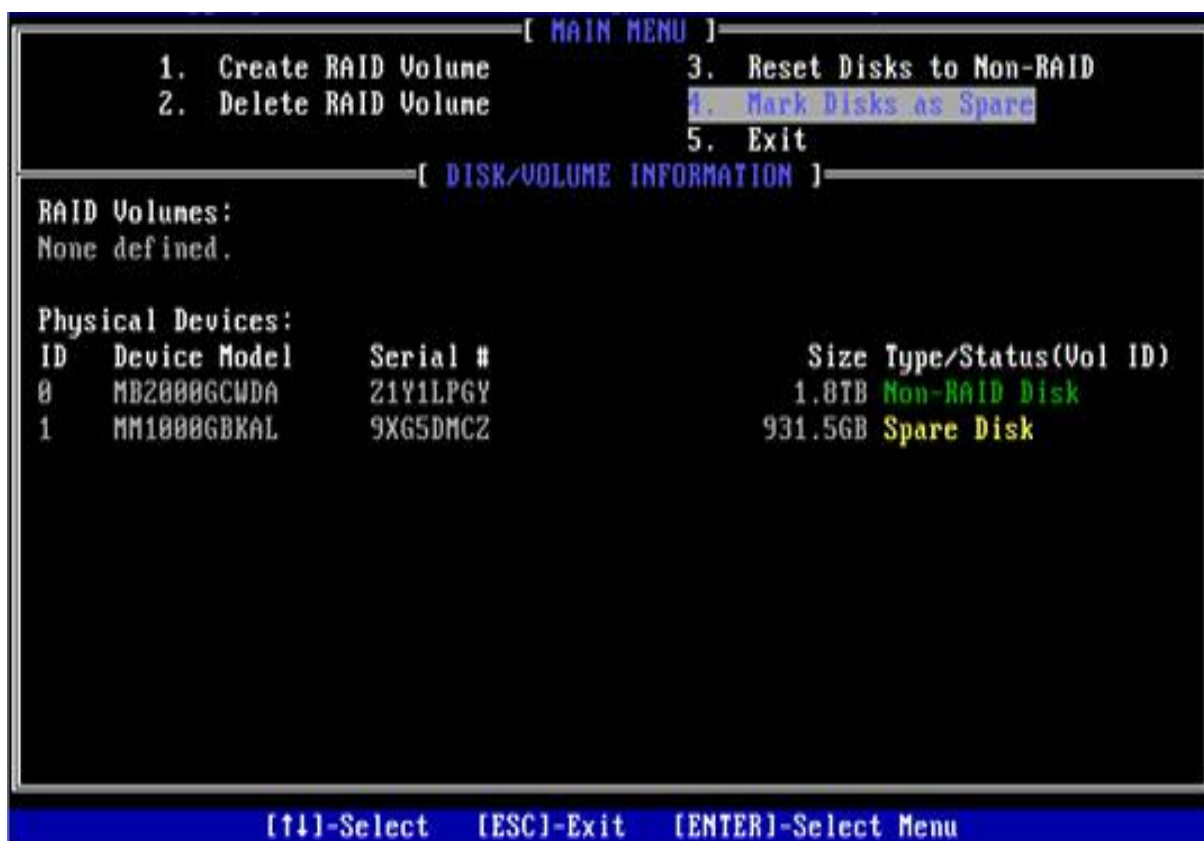 [ MAIN MENU ]
1. Create RAID Volume
2. Delete RAID Volume
3. Reset Disks to Non-RAID
4. Mark Disks as Spare
5. Exit
[ DISK/VOLUME INFORMATION ]
RAID Volumes:
None defined.
Physical Devices:
ID Device Model Serial # Size Type/Status(Vol ID)
0 MB2000GCWDA Z1Y1LPGY 1.8TB Non-RAID Disk
1 MM1000GBKAL 9XG5DMCZ 931.5GB Spare Disk
[↑↓]-Select [ESC]-Exit [ENTER]-Select Menu